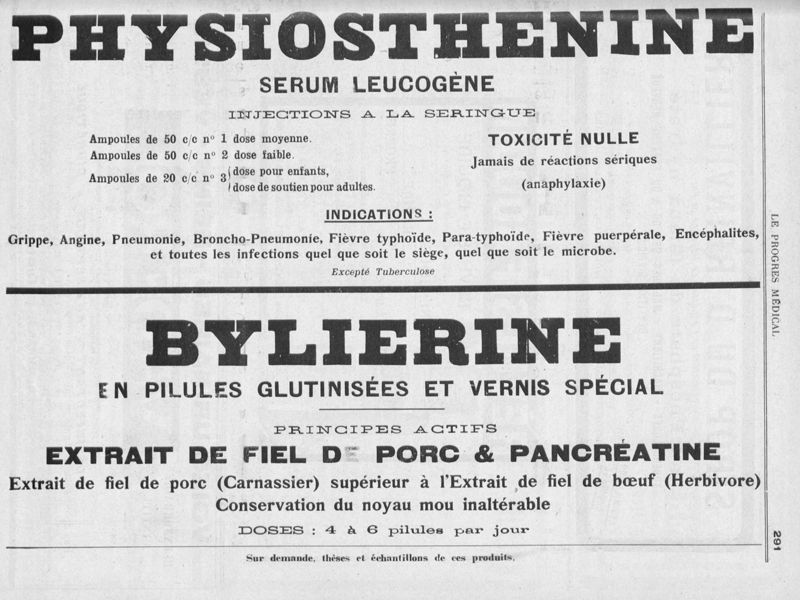 PHYSIOSTHENINE
SERUM LEUCOGÈNE
INJECTIONS A LA SERINGUE
Ampoules de 50 c/c nº 1 dose moyenne.
Ampoules de 50 c/c nº 2 dose faible.
Ampoules de 20 c/c nº 3 dose pour enfants,
dose de soutien pour adultes.
TOXICITÉ NULLE
Jamais de réactions sériques
(anaphylaxie)
INDICATIONS :
Grippe, Angine, Pneumonie, Broncho-Pneumonie, Fièvre typhoïde, Para-typhoïde, Fièvre puerpérale, Encéphalites,
et toutes les infections quel que soit le siège, quel que soit le microbe.
Excepté Tuberculose
BYLIERINE
EN PILULES GLUTINISÉES ET VERNIS SPÉCIAL
PRINCIPES ACTIFS
EXTRAIT DE FIEL DE PORC & PANCRÉATINE
Extrait de fiel de porc (Carnassier) supérieur à l'Extrait de fiel de bœuf (Herbivore)
Conservation du noyau mou inaltérable
DOSES : 4 à 6 pilules par jour
Sur demande, thèses et échantillons de ces produits.
LE PROGRES MÉDICAL
291